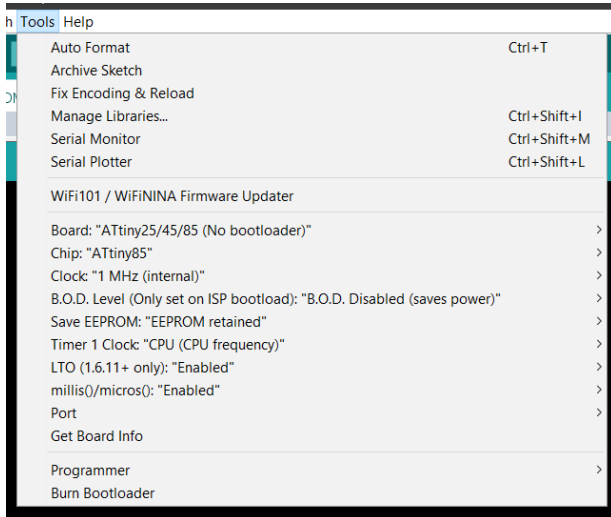 h Tools Help
Auto Format Ctrl+T
Archive Sketch
Fix Encoding & Reload
Manage Libraries... Ctrl+Shift+I
Serial Monitor Ctrl+Shift+M
Serial Plotter Ctrl+Shift+L
WiFi101 / WiFiNINA Firmware Updater
Board: "ATtiny25/45/85 (No bootloader)"
Chip: "ATtiny85"
Clock: "1 MHz (internal)"
B.O.D. Level (Only set on ISP bootload): "B.O.D. Disabled (saves power)"
Save EEPROM: "EEPROM retained"
Timer 1 Clock: "CPU (CPU frequency)"
LTO (1.6.11+ only): "Enabled"
millis()/micros(): "Enabled"
Port
Get Board Info
Programmer
Burn Bootloader